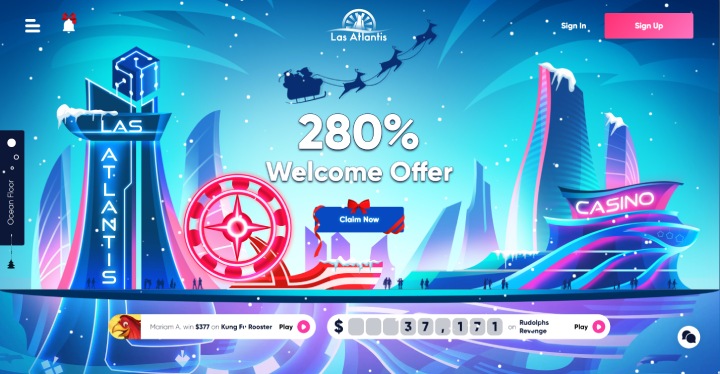 Las Atlantis
Sign In
Sign Up
280%
Welcome Offer
Claim Now
LAS
ATLANTIS
CASINO
Ocean Floor
Mariam A. win $377 on Kung Fu Rooster
Play
$ 37,171
on
Rudolphs
Revenge
Play